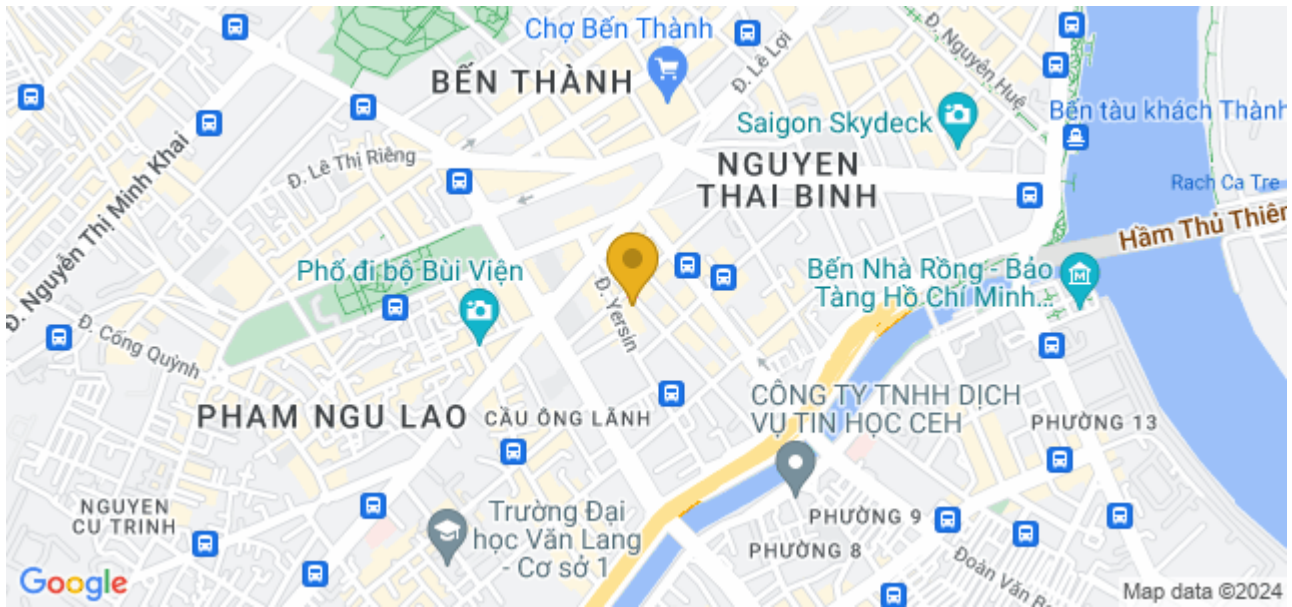 Chợ Bến Thành
BẾN THÀNH
Đ. Lê Lợi
Đ. Nguyễn Huệ
Saigon Skydeck
Bến tàu khách Thành
Đ. Lê Thị Riêng
Đ. Nguyễn Thị Minh Khai
NGUYEN
THAI BINH
Rach Ca Tre
Hầm Thủ Thiê
Phố đi bộ Bùi Viện
Đ. Yersin
Bến Nhà Rồng - Bảo
Tàng Hồ Chí Minh...
Đ. Cống Quỳnh
PHAM NGU LAO
CẦU ÔNG LÃNH
CÔNG TY TNHH DỊCH
VỤ TIN HỌC CEH
PHƯỜNG 13
NGUYEN
CU TRINH
Trường Đại
học Văn Lang
- Cơ sở 1
PHƯỜNG 9
PHƯỜNG 8
Đoàn Văn B
Google
Map data ©2024